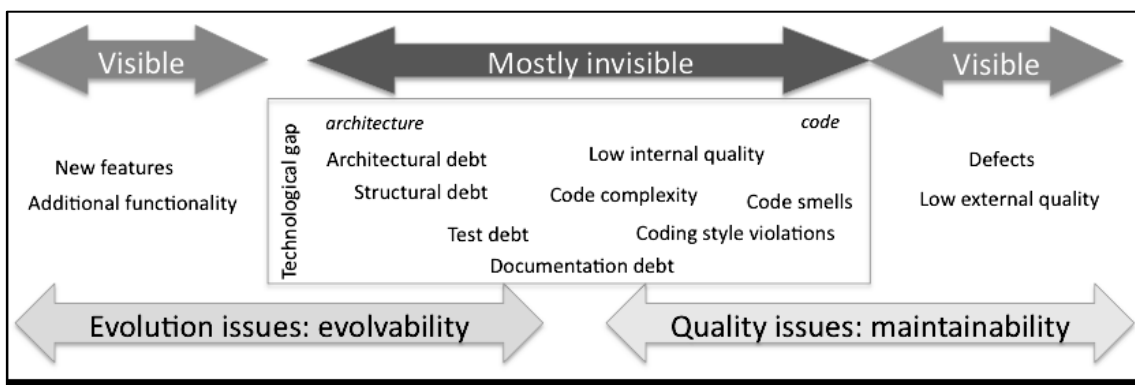 Visible
Mostly invisible
Visible
New features
Additional functionality
Technological gap
architecture
code
Architectural debt
Low internal quality
Structural debt
Code complexity
Code smells
Test debt
Coding style violations
Documentation debt
Defects
Low external quality
Evolution issues: evolvability
Quality issues: maintainability